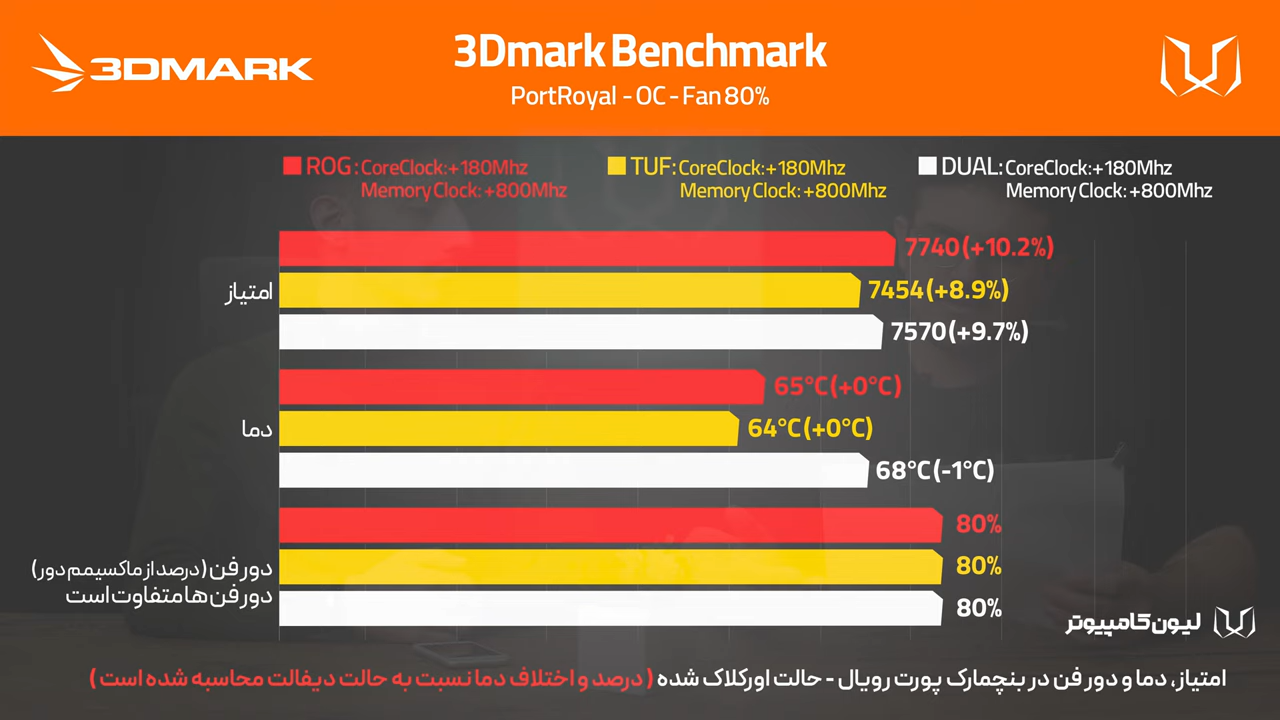 3DMARK
3Dmark Benchmark
PortRoyal - OC - Fan 80%
ROG: CoreClock:+180Mhz
Memory Clock: +800Mhz
TUF: CoreClock:+180Mhz
Memory Clock: +800Mhz
DUAL: CoreClock:+180Mhz
Memory Clock: +800Mhz
امتیاز
7740(+10.2%)
7454(+8.9%)
7570(+9.7%)
دما
65°C(+0°C)
64°C(+0°C)
68°C(-1°C)
دور فن (درصد از ماکسیمم دور)
دور فن ها متفاوت است
80%
80%
80%
لیون کامپیوتر
امتیاز، دما و دور فن در بنچمارک پورت رویال - حالت اورکلاک شده ( درصد و اختلاف دما نسبت به حالت دیفالت محاسبه شده است )